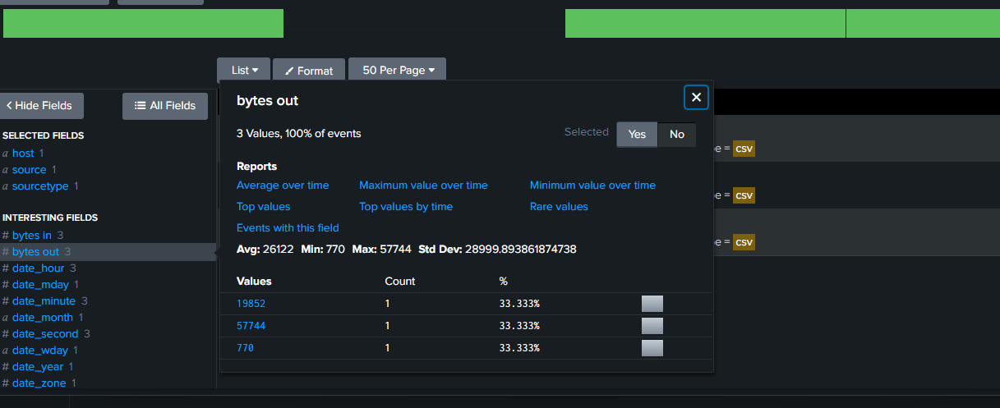 List Format 50 Per Page
Hide Fields All Fields
SELECTED FIELDS
a host 1
a source 1
a sourcetype 1
INTERESTING FIELDS
# bytes in 3
# bytes out 3
# date_hour 3
# date_mday 1
# date_minute 3
a date_month 1
# date_second 3
a date_wday 1
# date_year 1
# date_zone 1
bytes out
3 Values, 100% of events
Selected Yes No
Reports
Average over time Maximum value over time Minimum value over time
Top values Top values by time Rare values
Events with this field
Avg: 26122 Min: 770 Max: 57744 Std Dev: 28999.893861874738
Values Count %
19852 1 33.333%
57744 1 33.333%
770 1 33.333%
= csv
= csv
= csv